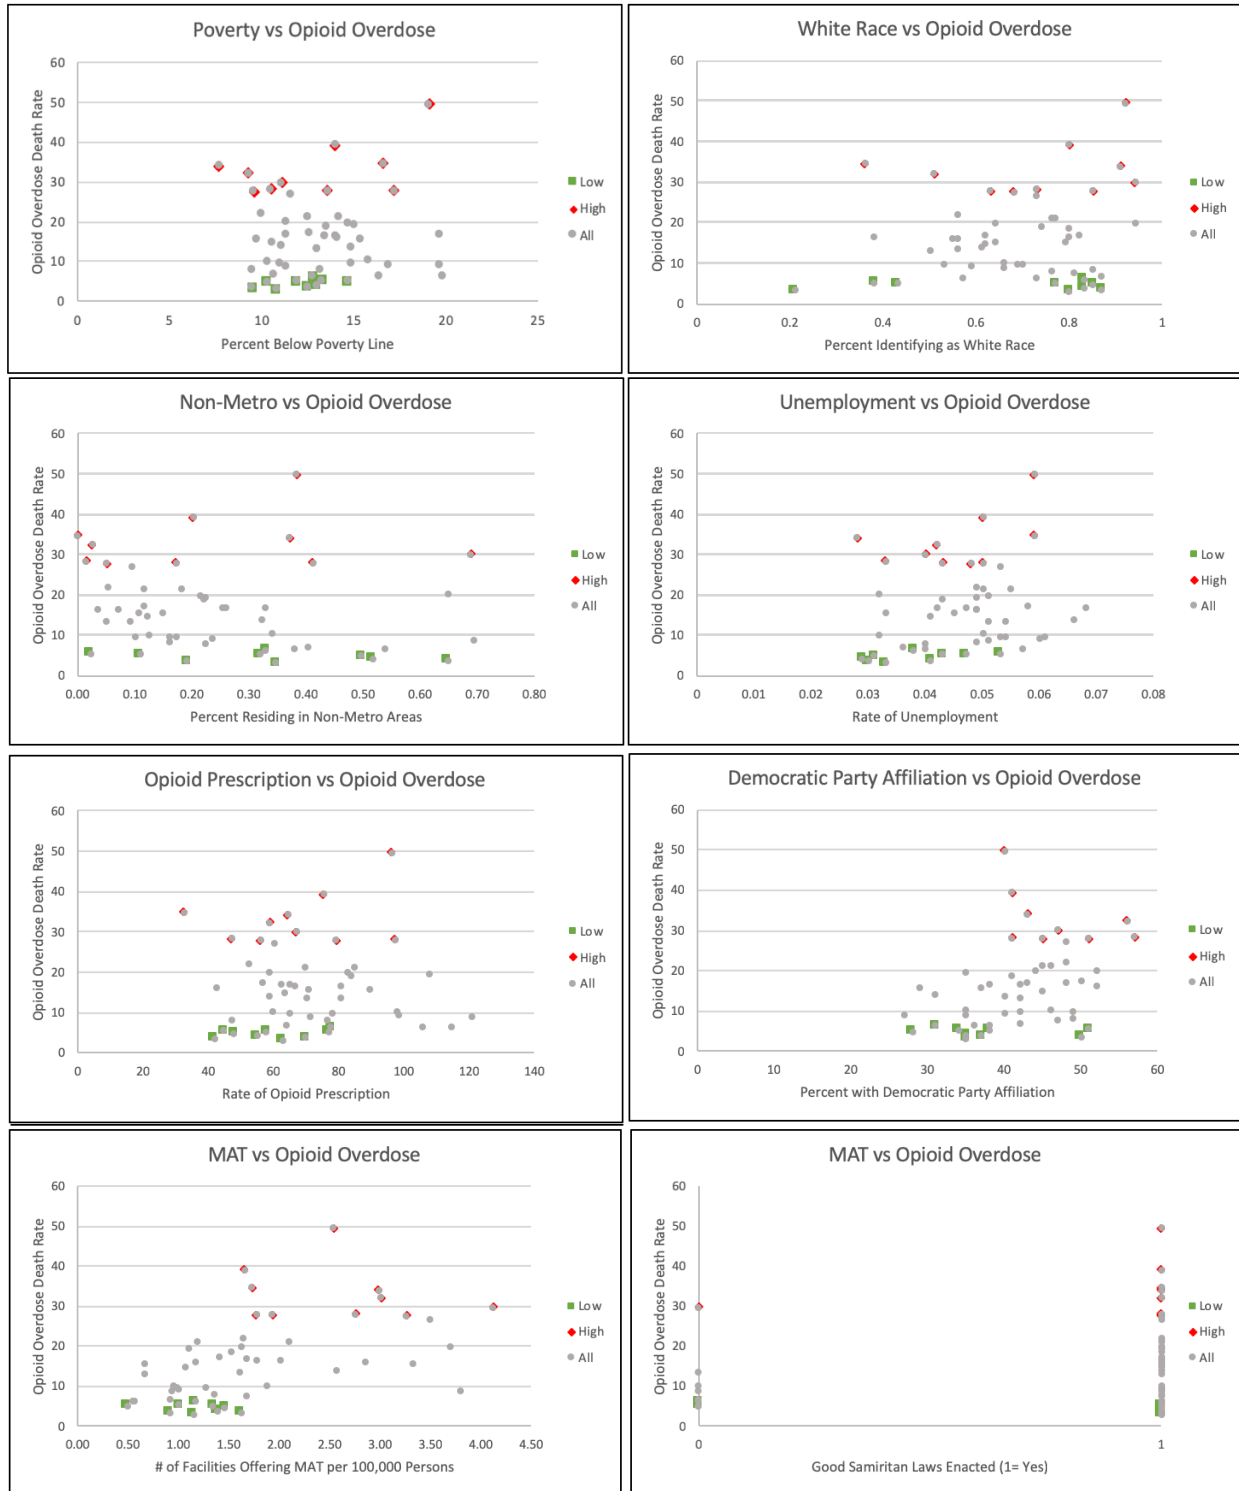 Poverty vs Opioid Overdose
60
50
40
30
20
10
0
Opioid Overdose Death Rate
0 5 10 15 20 25
Percent Below Poverty Line
Low
High
All
White Race vs Opioid Overdose
60
50
40
30
20
10
0
Opioid Overdose Death Rate
0 0.2 0.4 0.6 0.8 1
Percent Identifying as White Race
Low
High
All
Non-Metro vs Opioid Overdose
60
50
40
30
20
10
0
Opioid Overdose Death Rate
0.00 0.10 0.20 0.30 0.40 0.50 0.60 0.70 0.80
Percent Residing in Non-Metro Areas
Low
High
All
Unemployment vs Opioid Overdose
60
50
40
30
20
10
0
Opioid Overdose Death Rate
0 0.01 0.02 0.03 0.04 0.05 0.06 0.07 0.08
Rate of Unemployment
Low
High
All
Opioid Prescription vs Opioid Overdose
60
50
40
30
20
10
0
Opioid Overdose Death Rate
0 20 40 60 80 100 120 140
Rate of Opioid Prescription
Low
High
All
Democratic Party Affiliation vs Opioid Overdose
60
50
40
30
20
10
0
Opioid Overdose Death Rate
0 10 20 30 40 50 60
Percent with Democratic Party Affiliation
Low
High
All
MAT vs Opioid Overdose
60
50
40
30
20
10
0
Opioid Overdose Death Rate
0.00 0.50 1.00 1.50 2.00 2.50 3.00 3.50 4.00 4.50
# of Facilities Offering MAT per 100,000 Persons
Low
High
All
MAT vs Opioid Overdose
60
50
40
30
20
10
0
Opioid Overdose Death Rate
0 1
Good Samiritan Laws Enacted (1= Yes)
Low
High
All